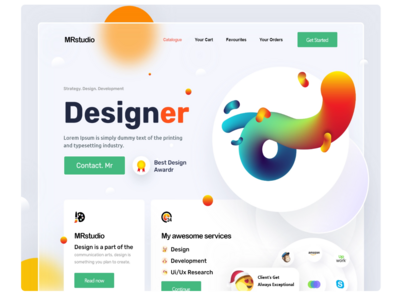 MRstudio
Catalogue Your Cart Favourites Your Orders Get Started
Strategy. Design. Development
Designer
Lorem Ipsum is simply dummy text of the printing
and typesetting industry.
Contact. Mr
Best Design
Awardr
MRstudio
Design is a part of the
communication arts, design is
something you plan to create.
Read now
My awesome services
Design
Development
Ui/Ux Research
Continue
Client's Get
Always Exceptional
amazon